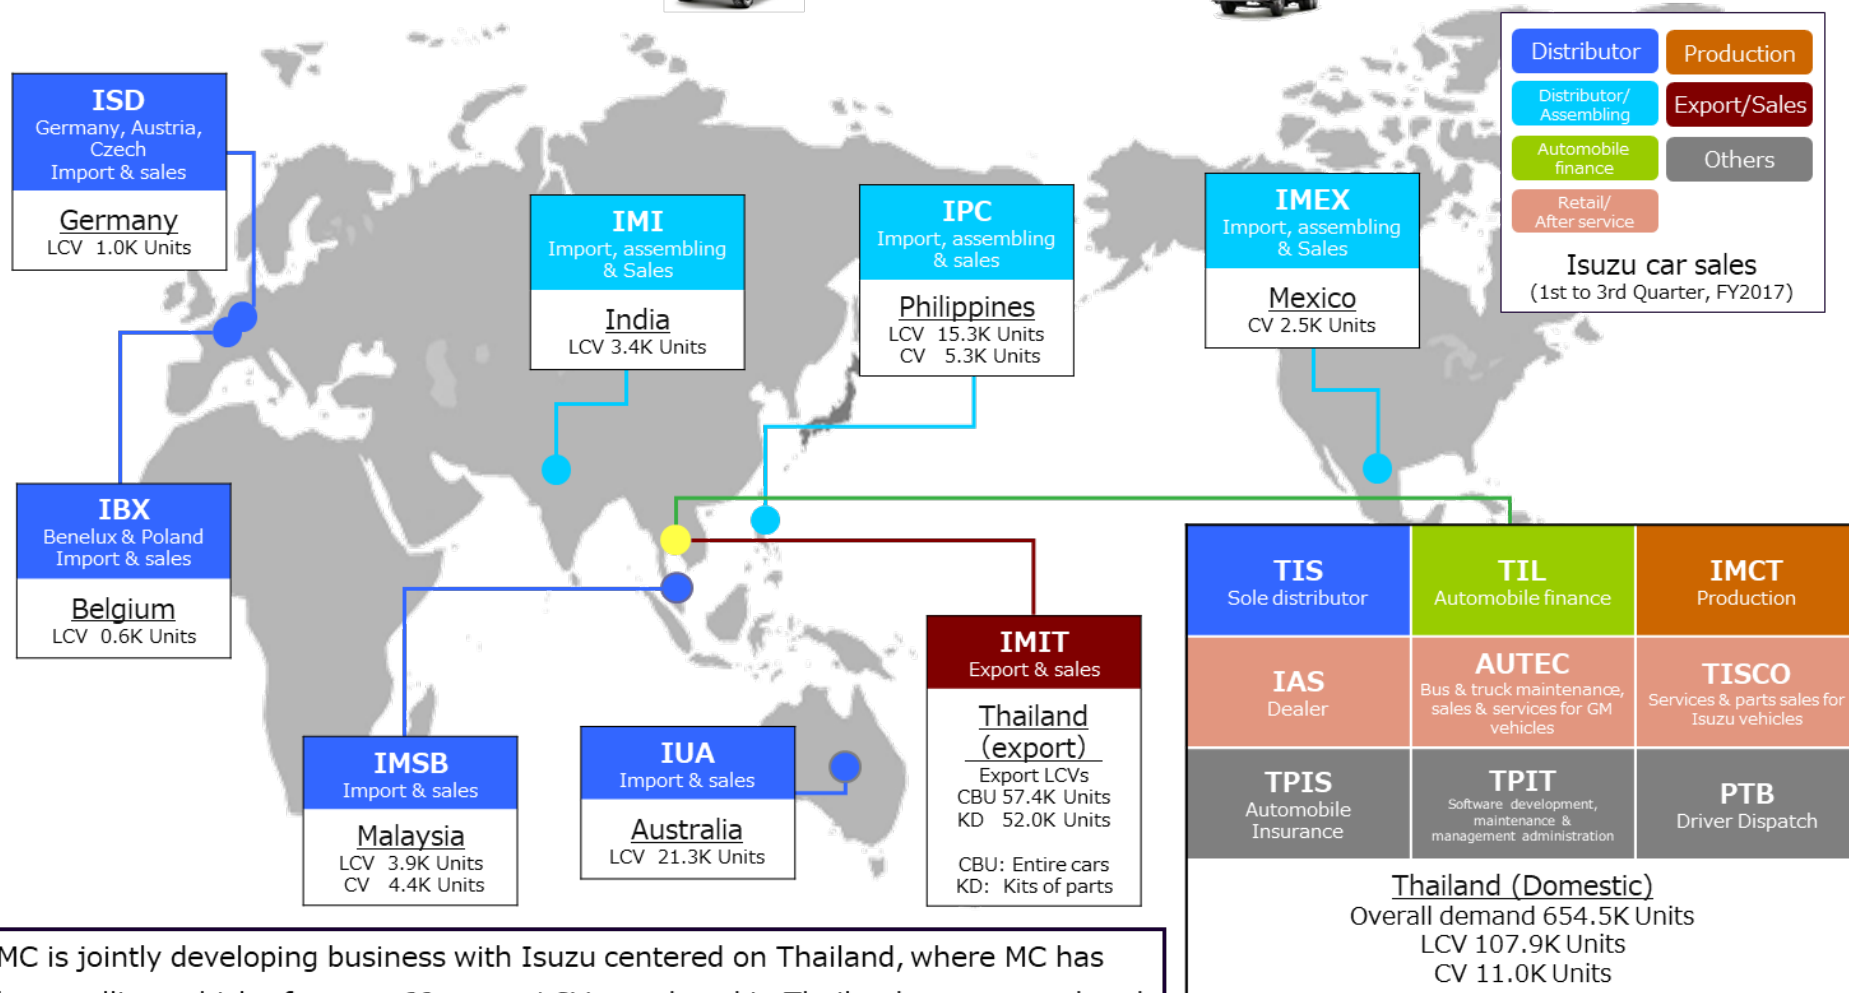 Distributor
Production
Distributor/
Assembling
Export/Sales
Automobile
finance
Others
Retail/
After service
Isuzu car sales
(1st to 3rd Quarter, FY2017)
ISD
Germany, Austria,
Czech
Import & sales
Germany
LCV 1.0K Units
IMI
Import, assembling
& Sales
India
LCV 3.4K Units
IPC
Import, assembling
& sales
Philippines
LCV 15.3K Units
CV 5.3K Units
IMEX
Import, assembling
& Sales
Mexico
CV 2.5K Units
IBX
Benelux & Poland
Import & sales
Belgium
LCV 0.6K Units
IMSB
Import & sales
Malaysia
LCV 3.9K Units
CV 4.4K Units
IUA
Import & sales
Australia
LCV 21.3K Units
IMIT
Export & sales
Thailand
(export)
Export LCVs
CBU 57.4K Units
KD 52.0K Units
CBU: Entire cars
KD: Kits of parts
TIS
Sole distributor
TIL
Automobile finance
IMCT
Production
IAS
Dealer
AUTEC
Bus & truck maintenance,
sales & services for GM
vehicles
TISCO
Services & parts sales for
Isuzu vehicles
TPIS
Automobile
Insurance
TPIT
Software development,
maintenance &
management administration
PTB
Driver Dispatch
Thailand (Domestic)
Overall demand 654.5K Units
LCV 107.9K Units
CV 11.0K Units
MC is jointly developing business with Isuzu centered on Thailand, where MC has